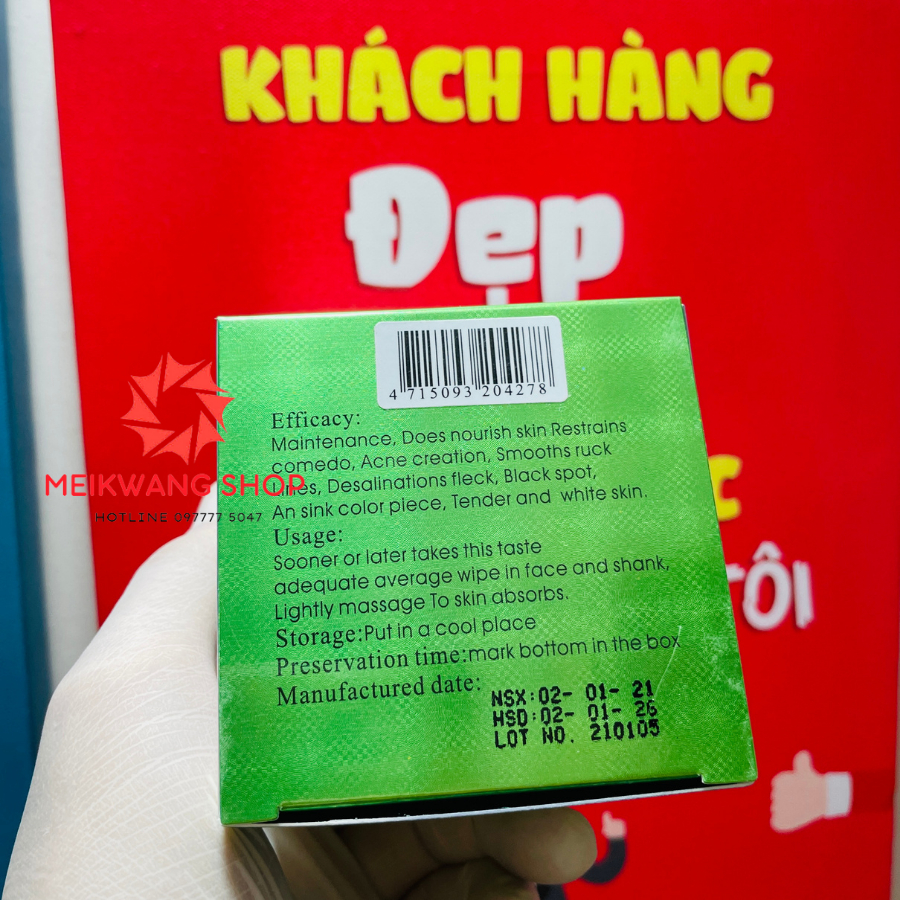 KHÁCH HÀNG
Đẹp
4 715093 204278
Efficacy:
Maintenance, Does nourish skin Restrains
comedo, Acne creation, Smooths ruck
Lines, Desalinations fleck, Black spot,
An sink color piece, Tender and white skin.
Usage:
Sooner or later takes this taste
adequate average wipe in face and shank,
Lightly massage To skin absorbs.
Storage:Put in a cool place
Preservation time:mark bottom in the box
Manufactured date:
NSX:02- 01- 21
HSD:02- 01- 26
LOT NO. 210105
MEIKWANG SHOP
HOTLINE 097777 5047
TÔI